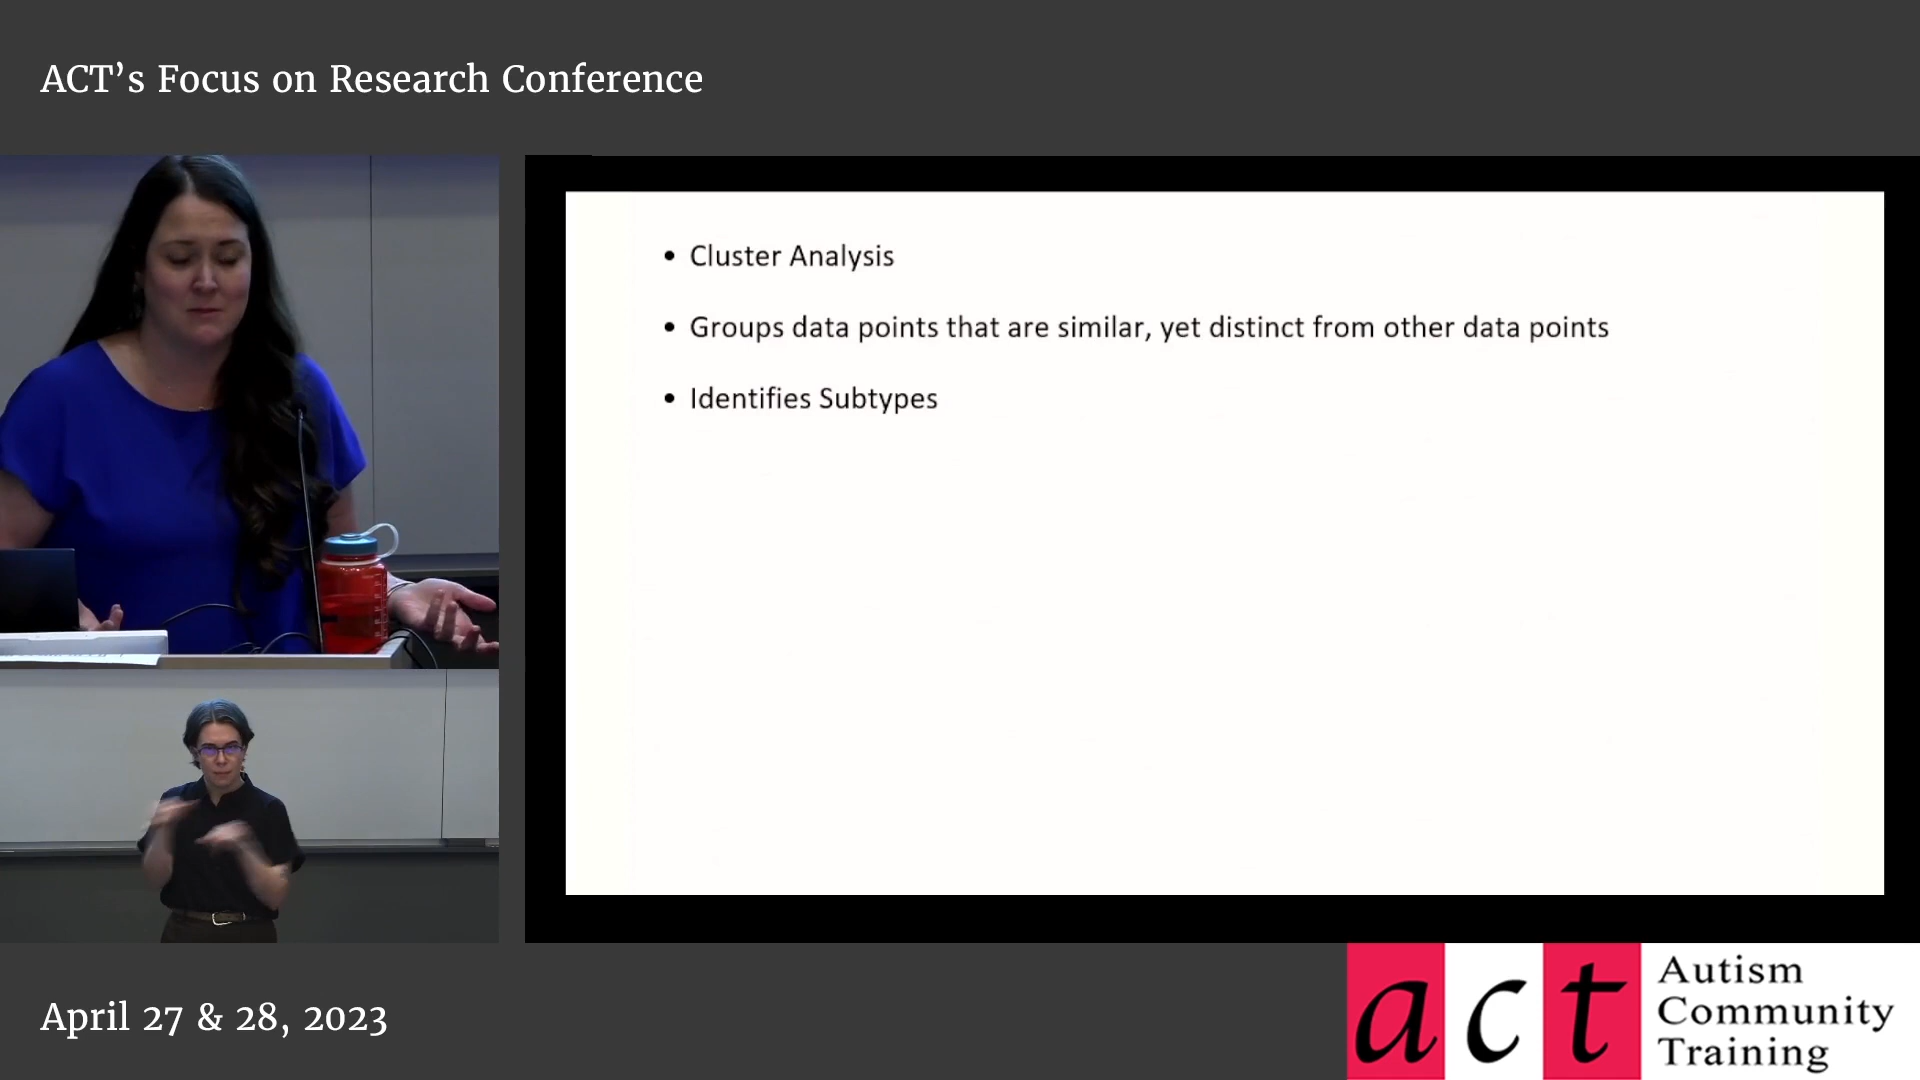 ACT’s Focus on Research Conference
• Cluster Analysis
• Groups data points that are similar, yet distinct from other data points
• Identifies Subtypes
April 27 & 28, 2023
act
Autism
Community
Training